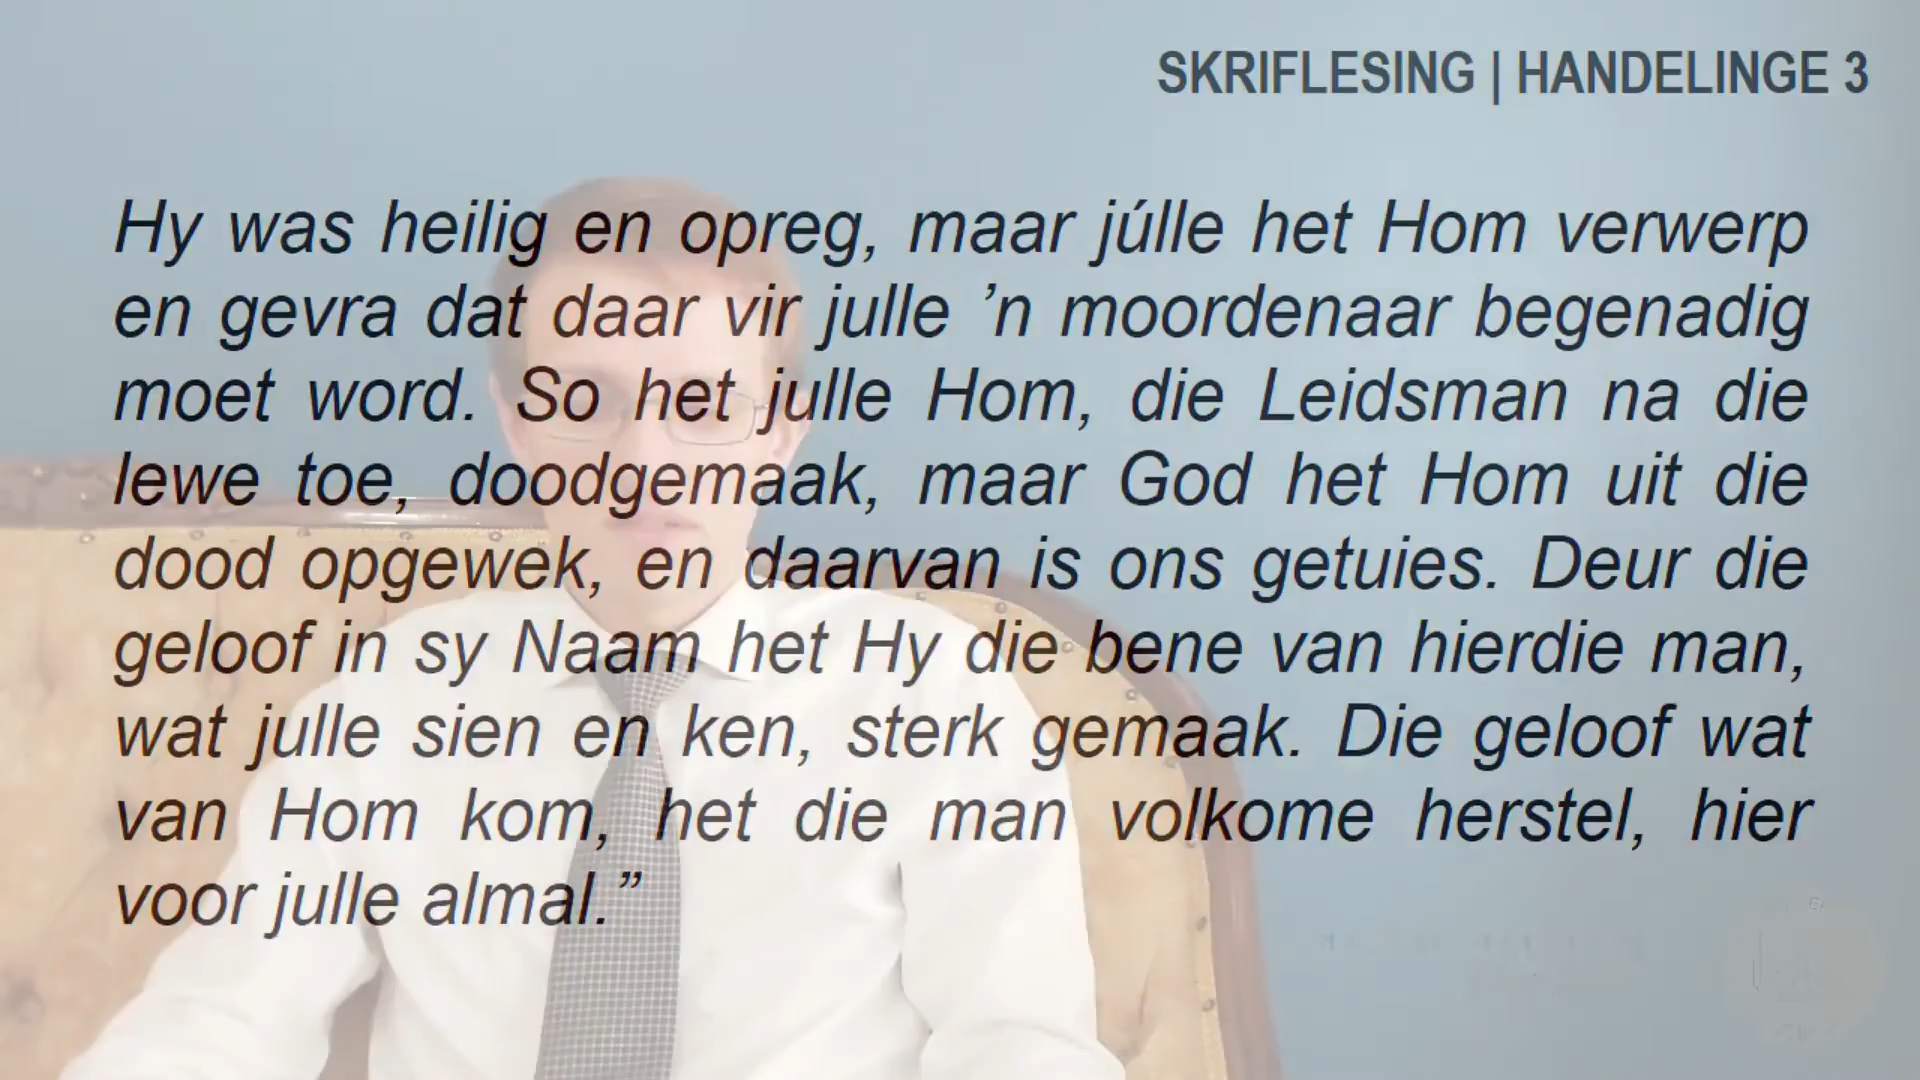 SKRIFLESING | HANDELINGE 3
Hy was heilig en opreg, maar júlle het Hom verwerp
en gevra dat daar vir julle ’n moordenaar begenadig
moet word. So het julle Hom, die Leidsman na die
lewe toe, doodgemaak, maar God het Hom uit die
dood opgewek, en daarvan is ons getuies. Deur die
geloof in sy Naam het Hy die bene van hierdie man,
wat julle sien en ken, sterk gemaak. Die geloof wat
van Hom kom, het die man volkome herstel, hier
voor julle almal.”